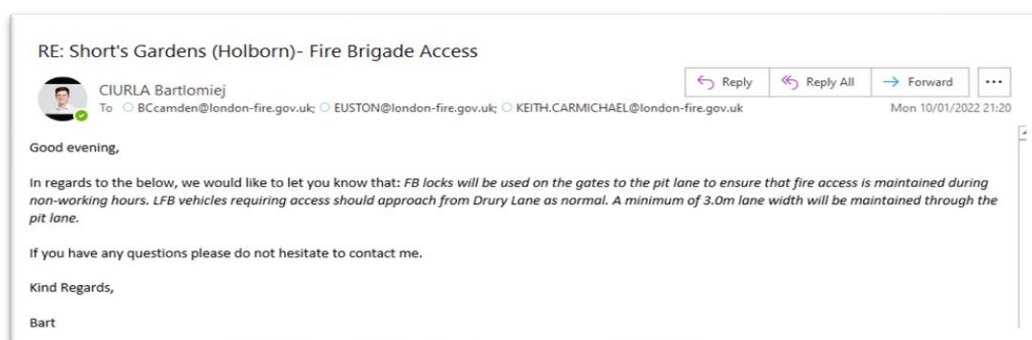 RE: Short's Gardens (Holborn)- Fire Brigade Access
CIURLA Bartlomiej
Reply
Reply All
Forward
To BCcamden@london-fire.gov.uk; EUSTON@london-fire.gov.uk; KEITH.CARMICHAEL@london-fire.gov.uk
Mon 10/01/2022 21:20
Good evening,
In regards to the below, we would like to let you know that: FB locks will be used on the gates to the pit lane to ensure that fire access is maintained during
non-working hours. LFB vehicles requiring access should approach from Drury Lane as normal. A minimum of 3.0m lane width will be maintained through the
pit lane.
If you have any questions please do not hesitate to contact me.
Kind Regards,
Bart